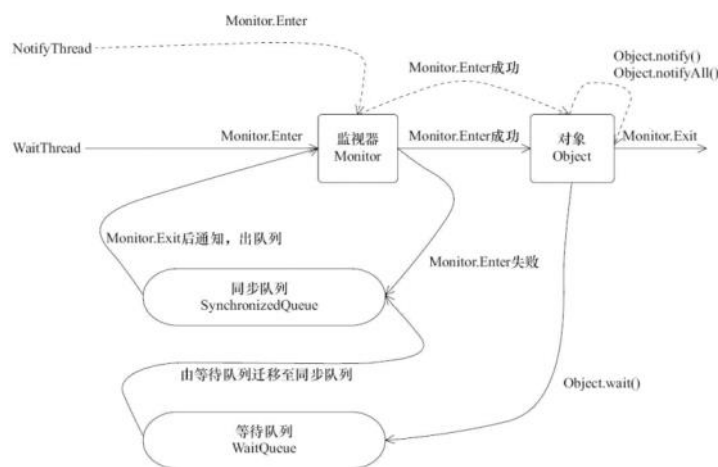 Monitor.Enter
NotifyThread
Object.notify()
Object.notifyAll()
Monitor.Enter成功
WaitThread
Monitor.Enter
监视器
Monitor
Monitor.Enter成功
对象
Object
Monitor.Exit
Monitor.Exit后通知，出队列
Monitor.Enter失败
同步队列
SynchronizedQueue
由等待队列迁移至同步队列
Object.wait()
等待队列
WaitQueue